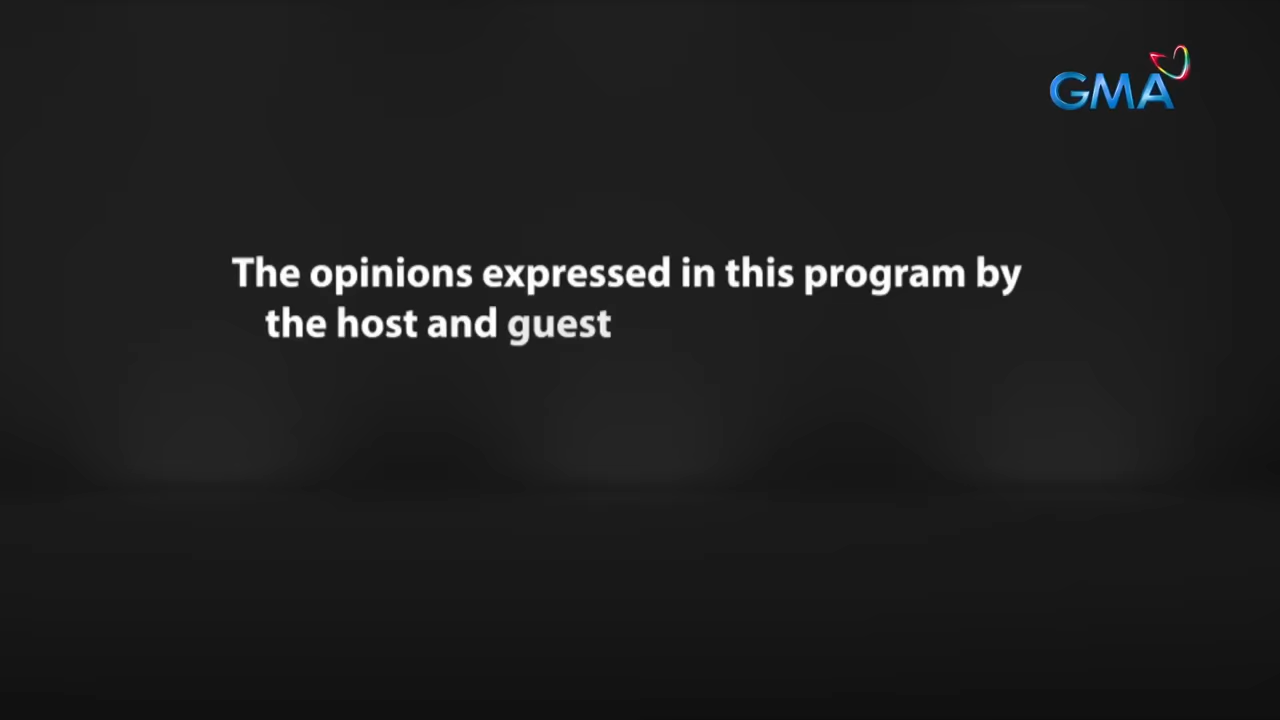 GMA
The opinions expressed in this program by
the host and guest